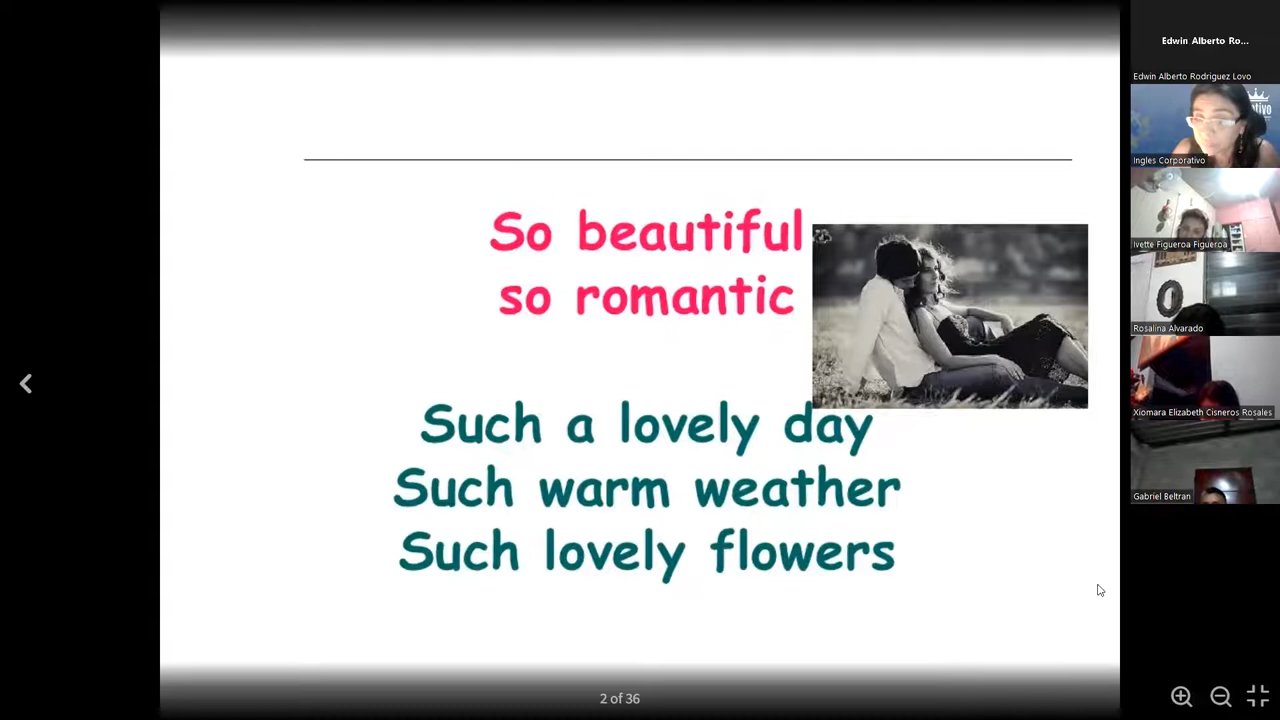 Edwin Alberto Ro...
Edwin Alberto Rodriguez Lovo
Ingles Corporativo
Ivette Figueroa Figueroa
Rosalina Alvarado
Xiomara Elizabeth Cisneros Rosales
Gabriel Beltran
So beautiful
so romantic
Such a lovely day
Such warm weather
Such lovely flowers
2 of 36